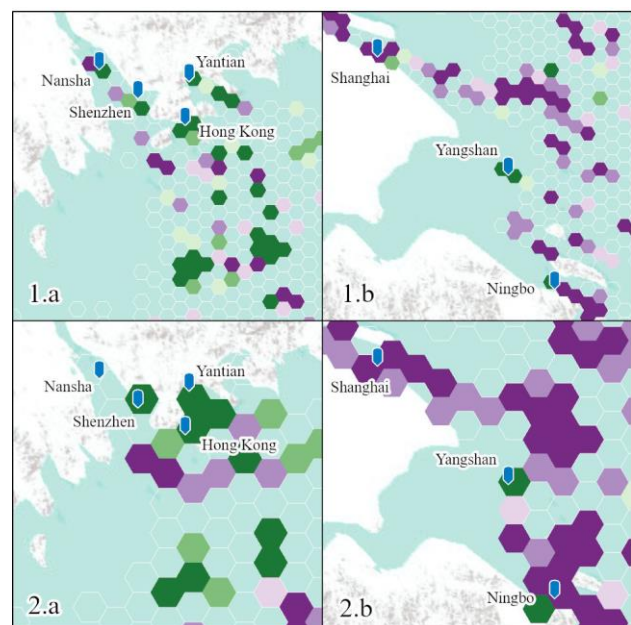 Yantian
Nansha
Shenzhen
Hong Kong
1.a
Shanghai
Yangshan
Ningbo
1.b
Nansha
Yantian
Shenzhen
Hong Kong
2.a
Shanghai
Yangshan
Ningbo
2.b